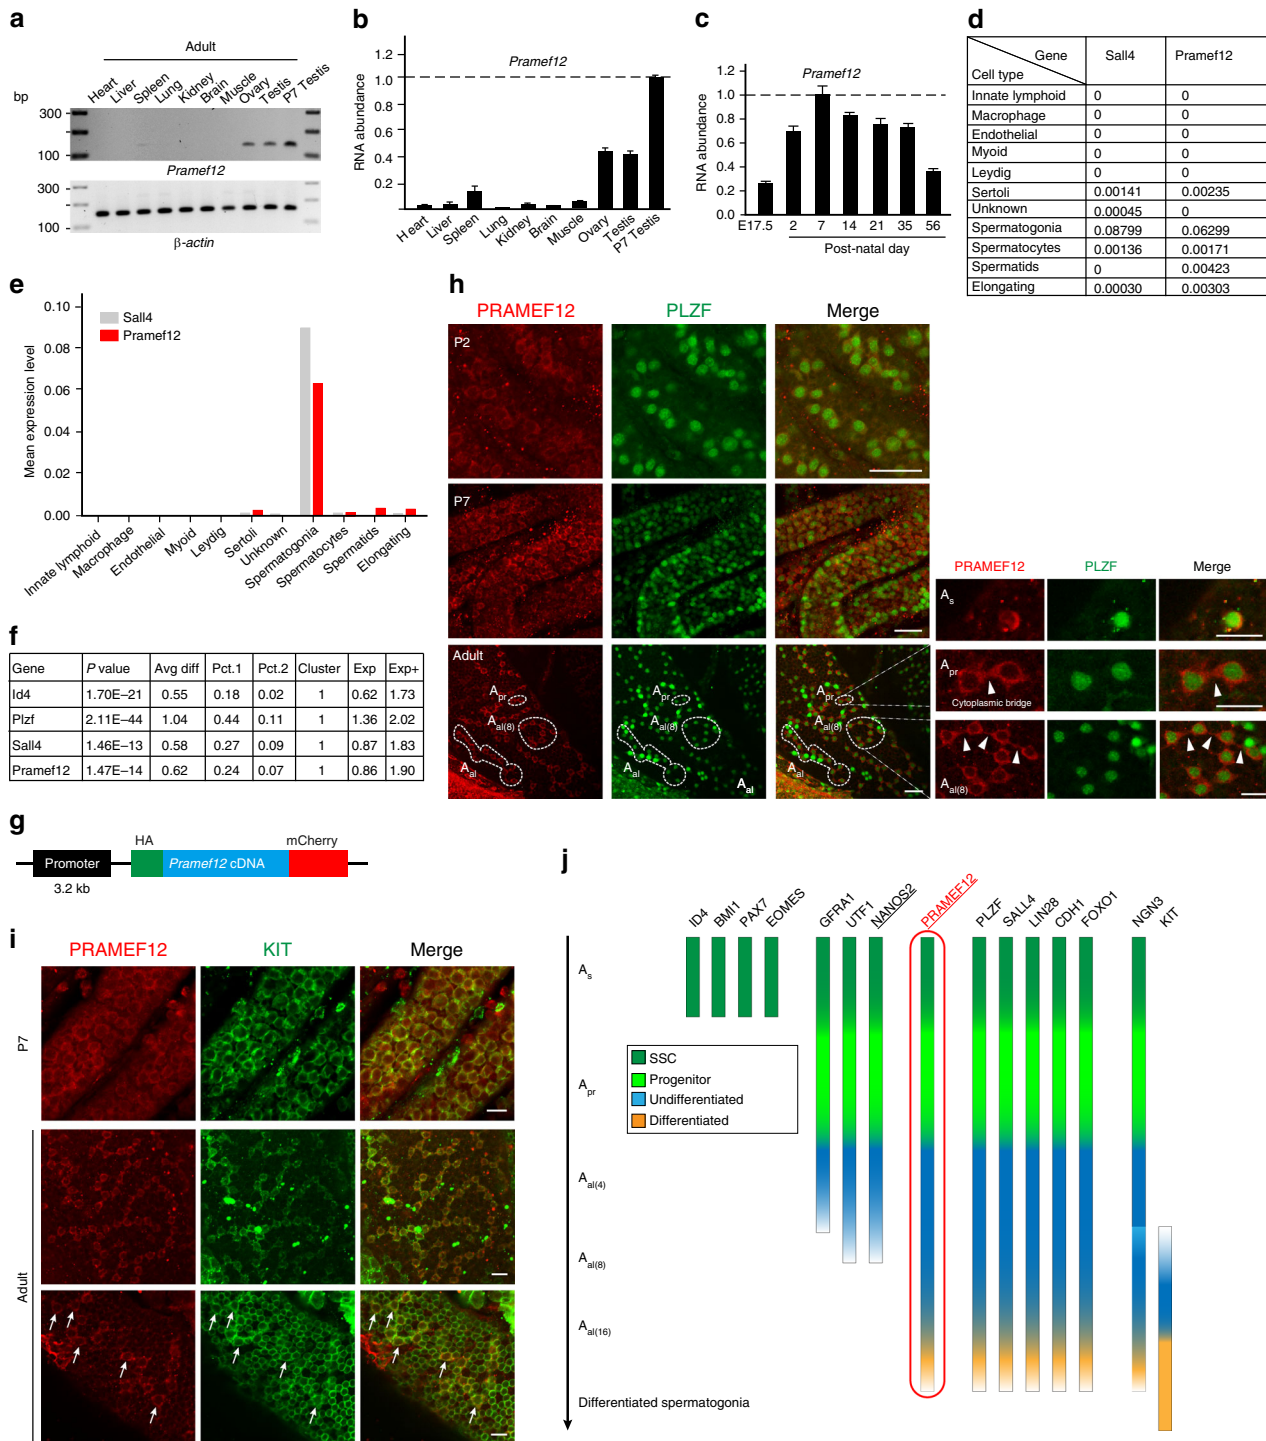 a
Adult
bp
Heart
Liver
Spleen
Lung
Kidney
Brain
Muscle
Ovary
Testis
P7 Testis
300
100
Pramef12
300
100
β-actin
b
Pramef12
RNA abundance
1.2
1.0
0.8
0.6
0.4
0.2
Heart
Liver
Spleen
Lung
Kidney
Brain
Muscle
Ovary
Testis
P7 Testis
c
Pramef12
RNA abundance
1.2
1.0
0.8
0.6
0.4
0.2
0.0
E17.5 2 7 14 21 35 56
Post-natal day
d
Gene
Cell type
Sall4 Pramef12
Innate lymphoid 0 0
Macrophage 0 0
Endothelial 0 0
Myoid 0 0
Leydig 0 0
Sertoli 0.00141 0.00235
Unknown 0.00045 0
Spermatogonia 0.08799 0.06299
Spermatocytes 0.00136 0.00171
Spermatids 0 0.00423
Elongating 0.00030 0.00303
e
Sall4
Pramef12
Mean expression level
0.10
0.08
0.06
0.04
0.02
0.00
Innate lymphoid
Macrophage
Endothelial
Myoid
Leydig
Sertoli
Unknown
Spermatogonia
Spermatocytes
Spermatids
Elongating
f
Gene P value Avg diff Pct.1 Pct.2 Cluster Exp Exp+
Id4 1.70E–21 0.55 0.18 0.02 1 0.62 1.73
Plzf 2.11E–44 1.04 0.44 0.11 1 1.36 2.02
Sall4 1.46E–13 0.58 0.27 0.09 1 0.87 1.83
Pramef12 1.47E–14 0.62 0.24 0.07 1 0.86 1.90
g
HA mCherry
Promoter Pramef12 cDNA
3.2 kb
h
PRAMEF12 PLZF Merge
P2
P7
Adult
Apr
Aal(8)
Aal
Aal
PRAMEF12 PLZF Merge
As
Apr
Cytoplasmic bridge
Aal(8)
i
PRAMEF12 KIT Merge
P7
Adult
j
ID4
BMI1
PAX7
EOMES
GFRA1
UTF1
NANOS2
PRAMEF12
PLZF
SALL4
LIN28
CDH1
FOXO1
NGN3
KIT
As
Apr
Aal(4)
Aal(8)
Aal(16)
Differentiated spermatogonia
SSC
Progenitor
Undifferentiated
Differentiated